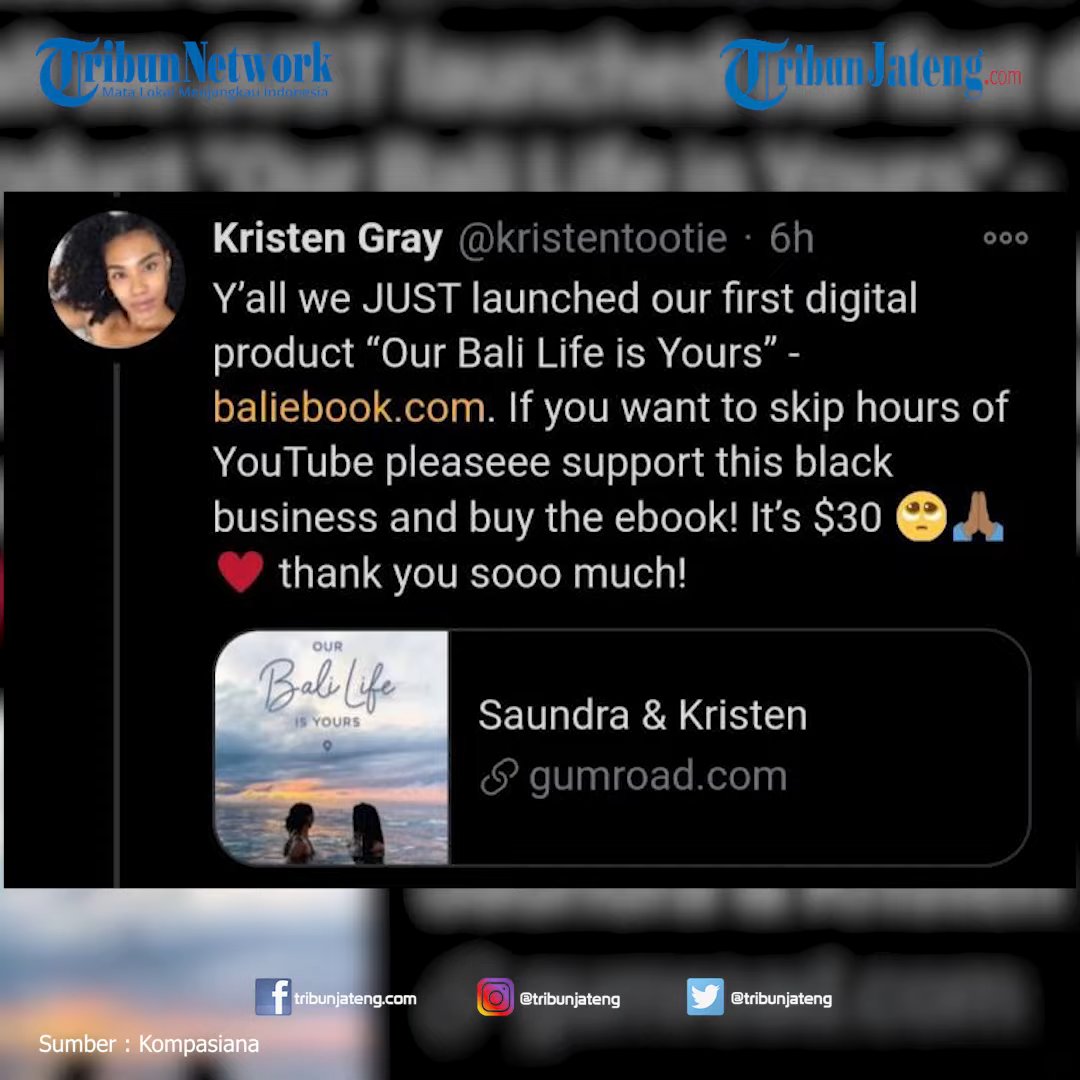 TribunNetwork
Mata Lokal Menjangkau Indonesia
TribunJateng.com
Kristen Gray @kristentootie · 6h
Y’all we JUST launched our first digital
product “Our Bali Life is Yours” -
baliebook.com. If you want to skip hours of
YouTube pleaseee support this black
business and buy the ebook! It’s $30 🥺🙏🏽
❤️ thank you sooo much!
OUR
Bali Life
IS YOURS
Saundra & Kristen
gumroad.com
tribunjateng.com
@tribunjateng
@tribunjateng
Sumber : Kompasiana